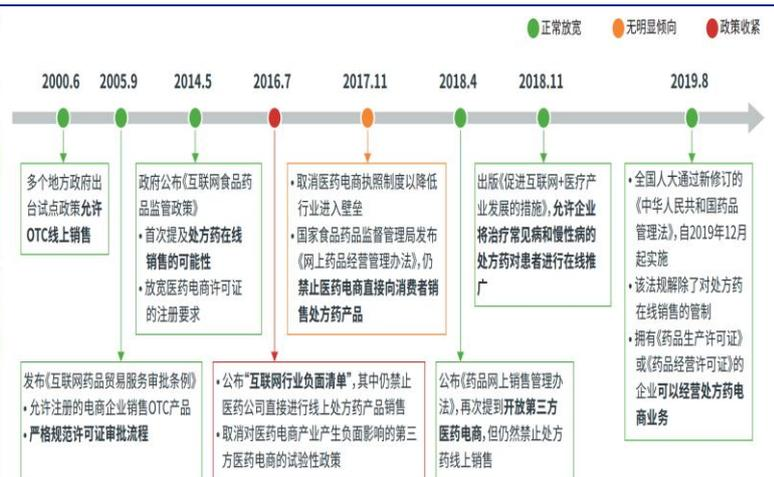 正常放宽
无明显倾向
政策收紧
2000.6
2005.9
2014.5
2016.7
2017.11
2018.4
2018.11
2019.8
多个地方政府出
台试点政策允许
OTC线上销售
政府公布《互联网食品药
品监管政策》
• 首次提及处方药在线
销售的可能性
• 放宽医药电商许可证
的注册要求
• 取消医药电商执照制度以降低
行业进入壁垒
• 国家食品药品监督管理局发布
《网上药品经营管理办法》,仍
禁止医药电商直接向消费者销
售处方药产品
出版《促进互联网+医疗产
业发展的措施》,允许企业
将治疗常见病和慢性病的
处方药对患者进行在线推
广
• 全国人大通过新修订的
《中华人民共和国药品
管理法》,自2019年12月
起实施
• 该法规解除了对处方药
在线销售的管制
• 拥有《药品生产许可证》
或《药品经营许可证》的
企业可以经营处方药电
商业务
发布《互联网药品贸易服务审批条例》
• 允许注册的电商企业销售OTC产品
• 严格规范许可证审批流程
• 公布“互联网行业负面清单”,其中仍禁止
医药公司直接进行线上处方药产品销售
• 取消对医药电商产业产生负面影响的第三
方医药电商的试验性政策
公布《药品网上销售管理办
法》,再次提到开放第三方
医药电商,但仍然禁止处方
药线上销售